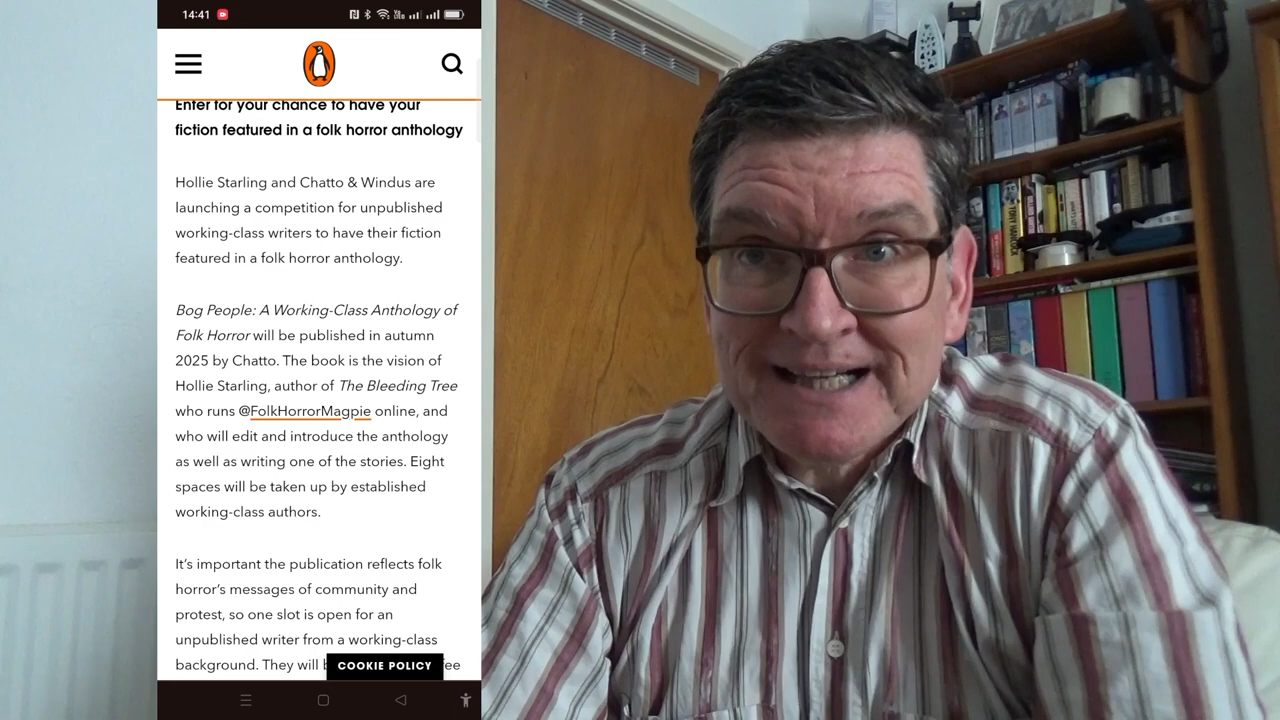 14:41
Enter for your chance to have your
fiction featured in a folk horror anthology
Hollie Starling and Chatto & Windus are
launching a competition for unpublished
working-class writers to have their fiction
featured in a folk horror anthology.
Bog People: A Working-Class Anthology of
Folk Horror will be published in autumn
2025 by Chatto. The book is the vision of
Hollie Starling, author of The Bleeding Tree
who runs @FolkHorrorMagpie online, and
who will edit and introduce the anthology
as well as writing one of the stories. Eight
spaces will be taken up by established
working-class authors.
It's important the publication reflects folk
horror's messages of community and
protest, so one slot is open for an
unpublished writer from a working-class
background. They will
COOKIE POLICY
TONY HANCOCK